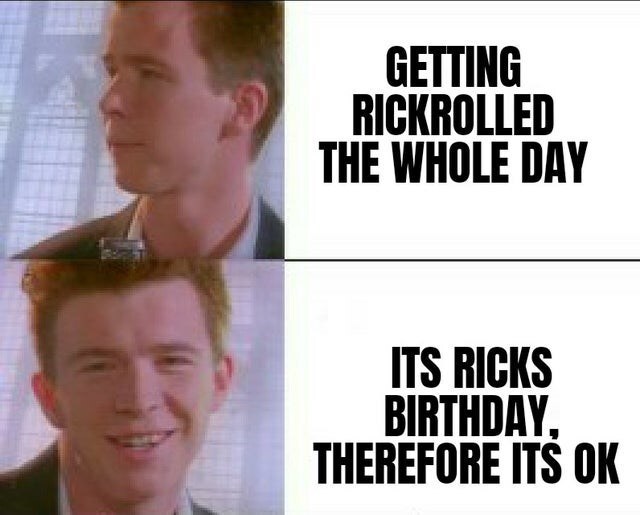 GETTING
RICKROLLED
THE WHOLE DAY
ITS RICKS
BIRTHDAY,
THEREFORE ITS OK